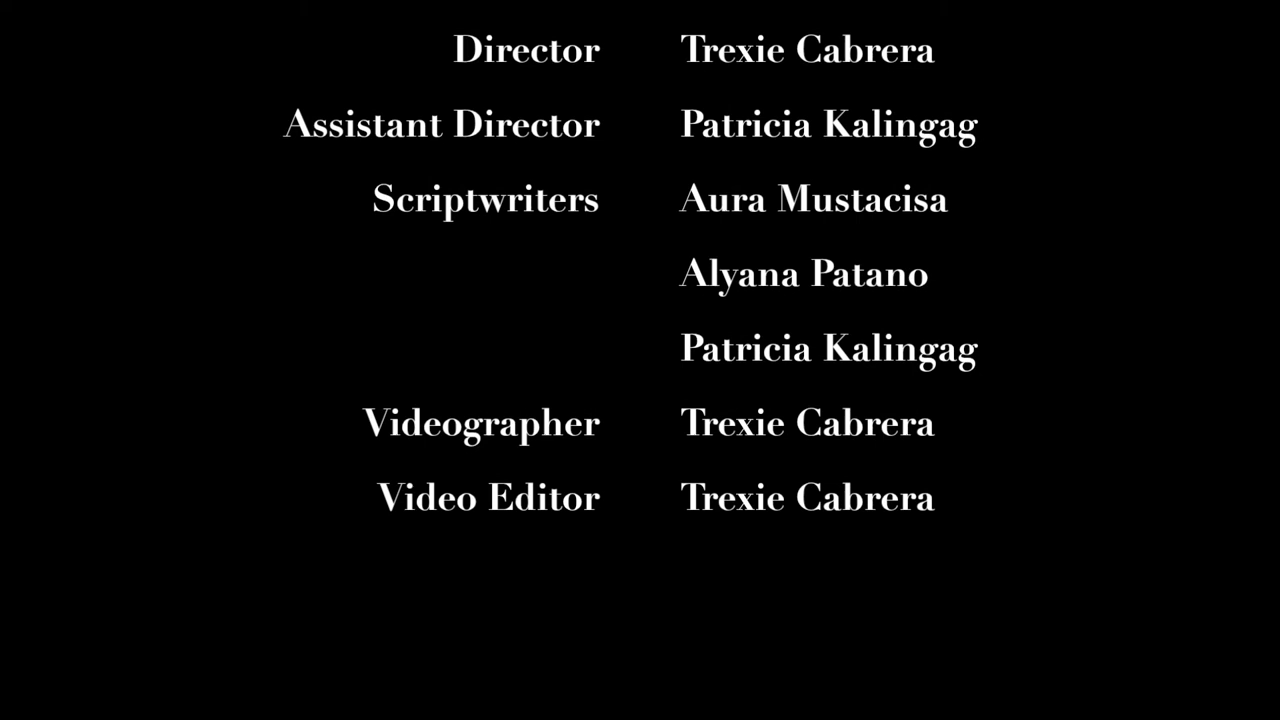 Director Trexie Cabrera
Assistant Director Patricia Kalingag
Scriptwriters Aura Mustacisa
Alyana Patano
Patricia Kalingag
Videographer Trexie Cabrera
Video Editor Trexie Cabrera